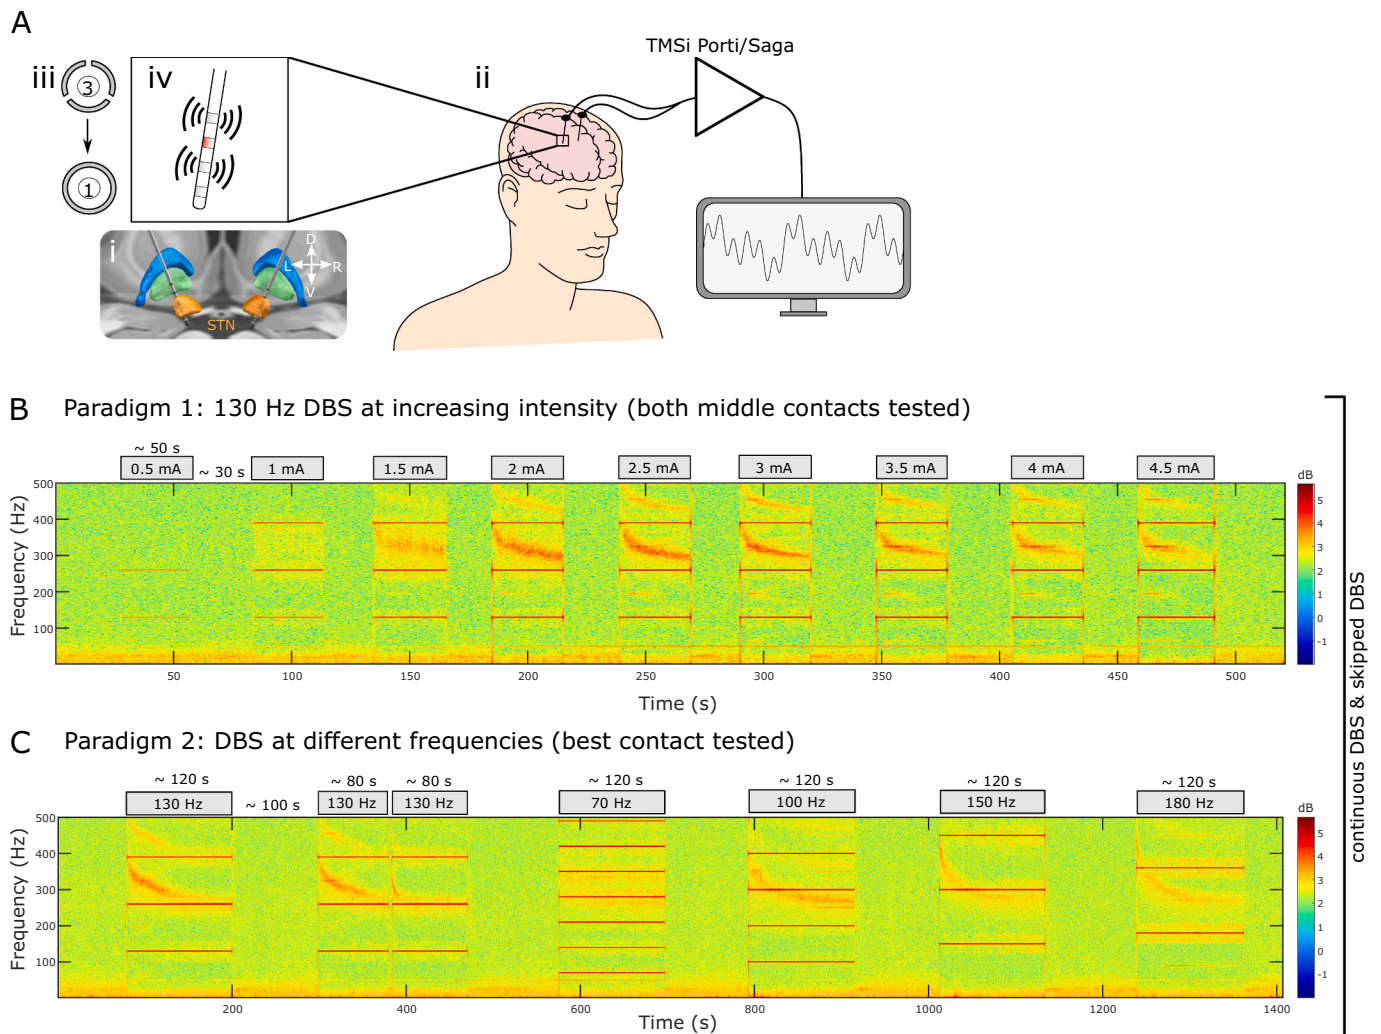 A
TMSi Porti/Saga
iii
3
1
iv
ii
i
D
L
R
V
STN
B
Paradigm 1: 130 Hz DBS at increasing intensity (both middle contacts tested)
~ 50 s
0.5 mA
~ 30 s
1 mA
1.5 mA
2 mA
2.5 mA
3 mA
3.5 mA
4 mA
4.5 mA
dB
500
400
300
200
100
Frequency (Hz)
50
100
150
200
250
300
350
400
450
500
Time (s)
5
4
3
2
1
0
-1
C
Paradigm 2: DBS at different frequencies (best contact tested)
~ 120 s
~ 80 s
~ 80 s
~ 120 s
~ 120 s
~ 120 s
~ 120 s
130 Hz
~ 100 s
130 Hz
130 Hz
70 Hz
100 Hz
150 Hz
180 Hz
dB
500
400
300
200
100
Frequency (Hz)
200
400
600
800
1000
1200
1400
Time (s)
5
4
3
2
1
0
-1
continuous DBS & skipped DBS